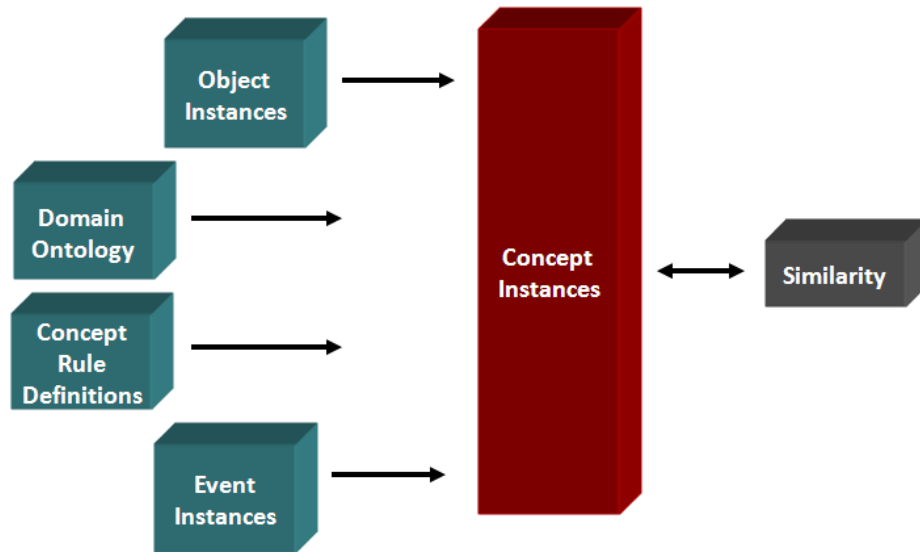 Object
Instances
Domain
Ontology
Concept
Rule
Definitions
Event
Instances
Concept
Instances
Similarity